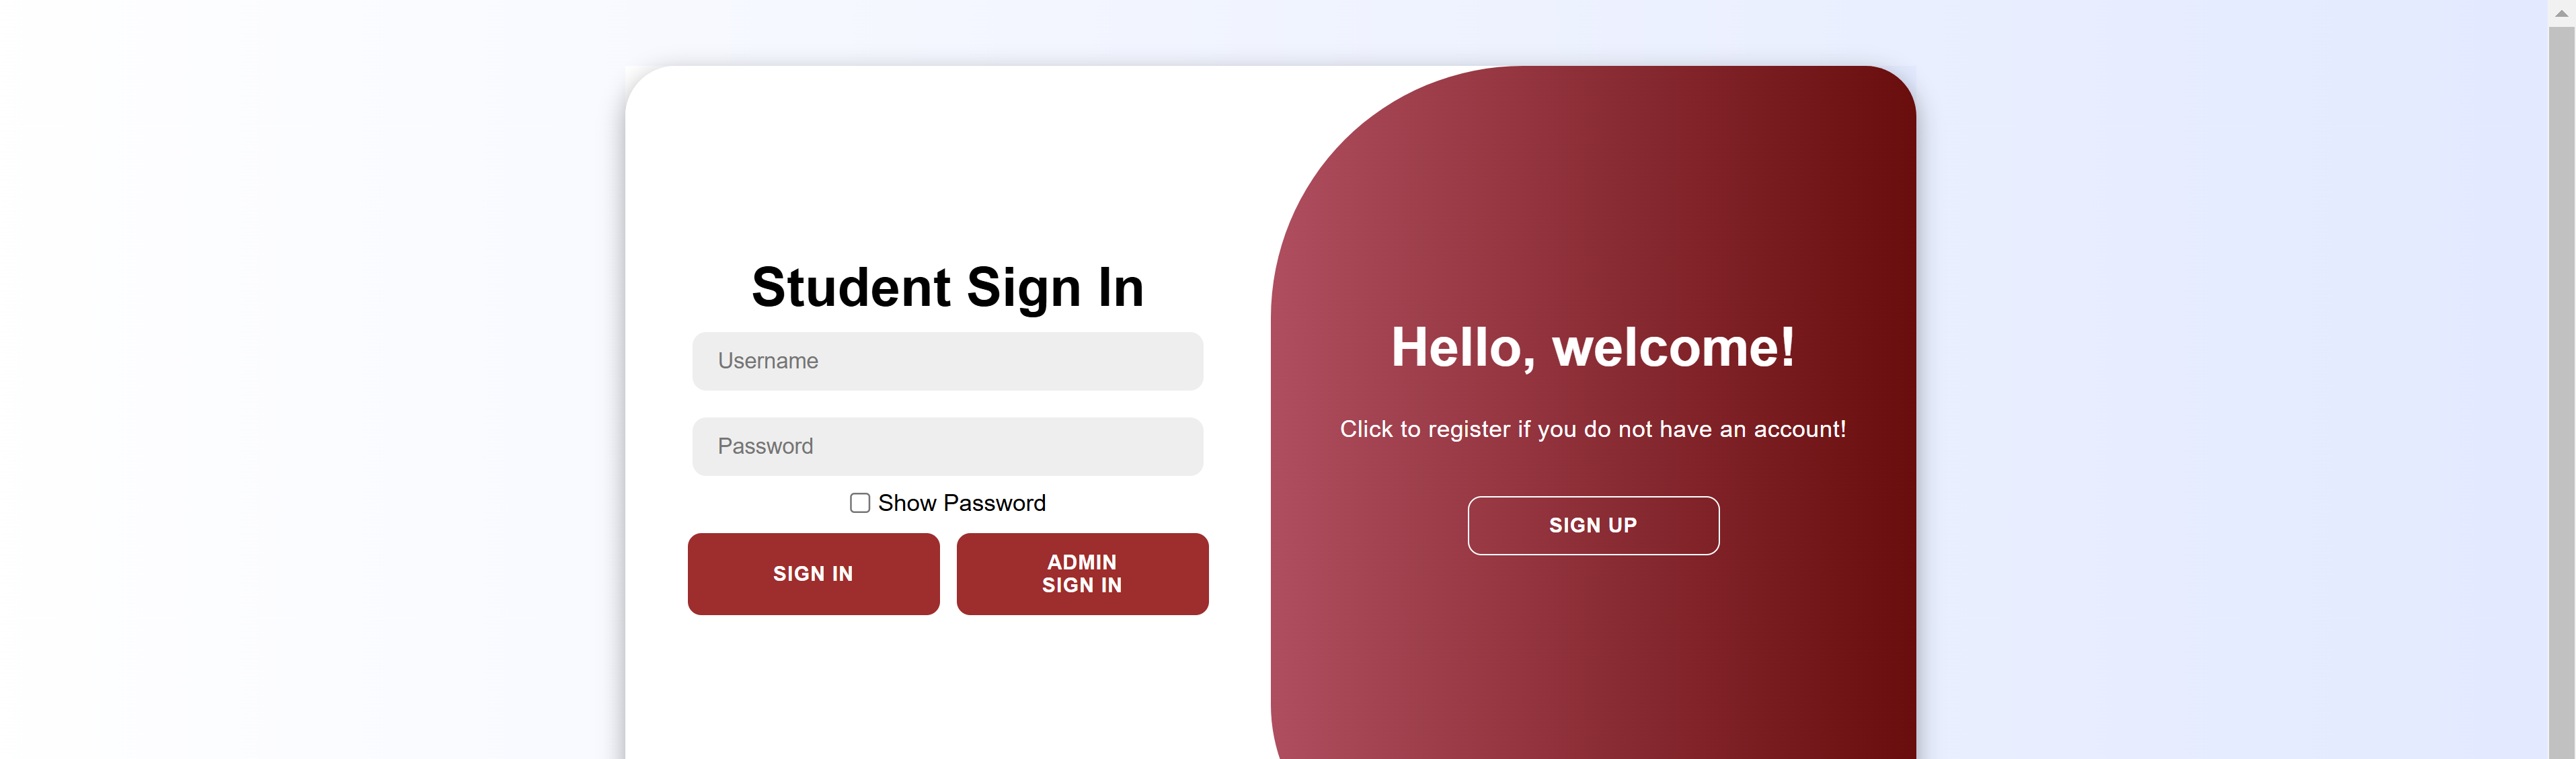 Student Sign In
Username
Password
Show Password
SIGN IN
ADMIN
SIGN IN
Hello, welcome!
Click to register if you do not have an account!
SIGN UP